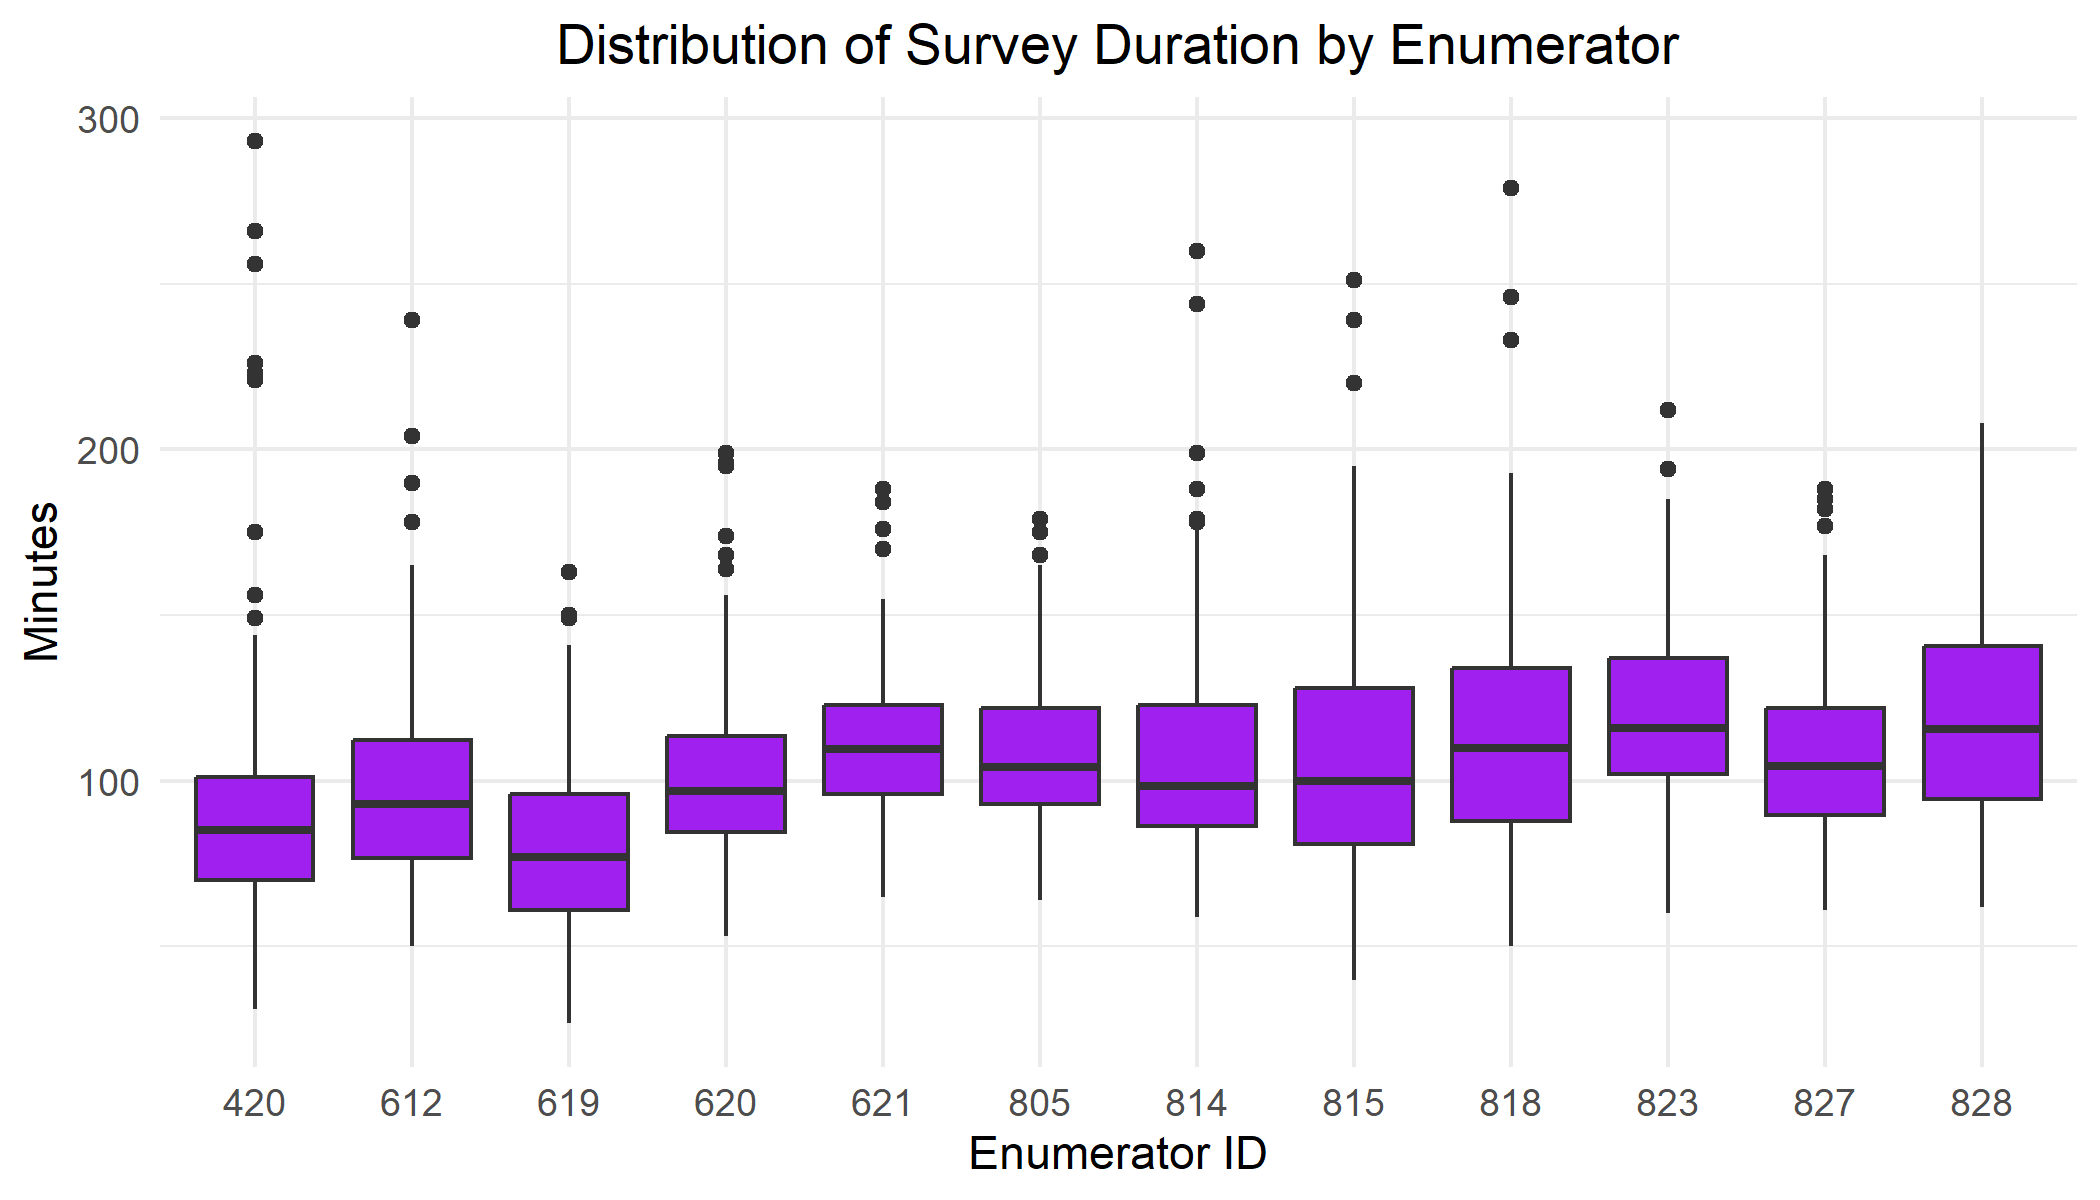 Distribution of Survey Duration by Enumerator
300
200
100
Minutes
420 612 619 620 621 805 814 815 818 823 827 828
Enumerator ID